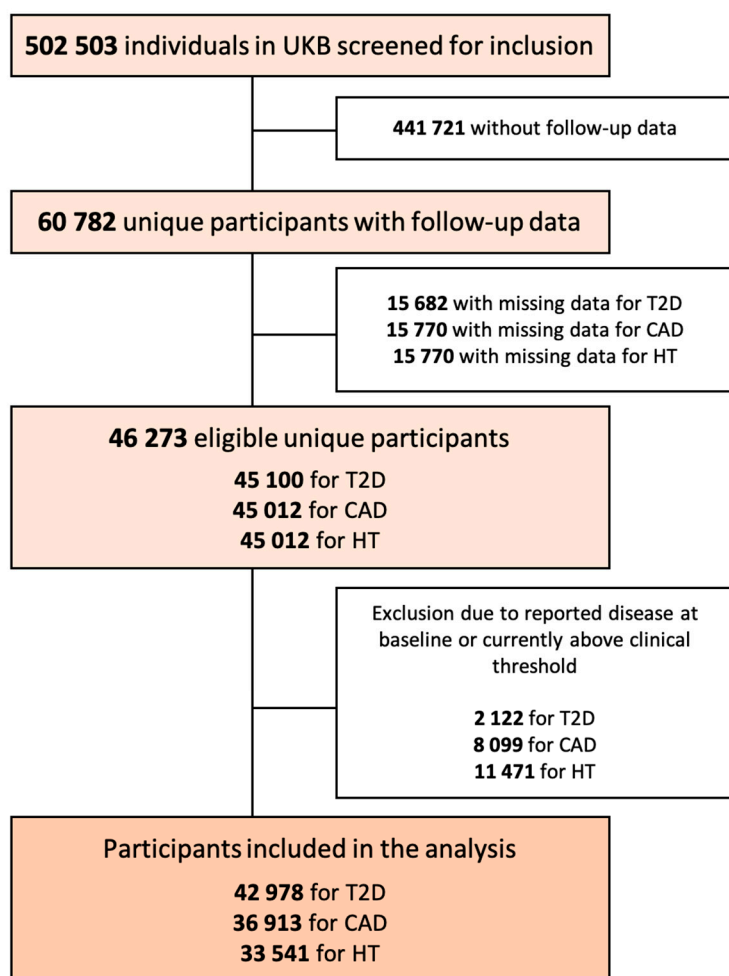 502 503 individuals in UKB screened for inclusion
441 721 without follow-up data
60 782 unique participants with follow-up data
15 682 with missing data for T2D
15 770 with missing data for CAD
15 770 with missing data for HT
46 273 eligible unique participants
45 100 for T2D
45 012 for CAD
45 012 for HT
Exclusion due to reported disease at
baseline or currently above clinical
threshold
2 122 for T2D
8 099 for CAD
11 471 for HT
Participants included in the analysis
42 978 for T2D
36 913 for CAD
33 541 for HT